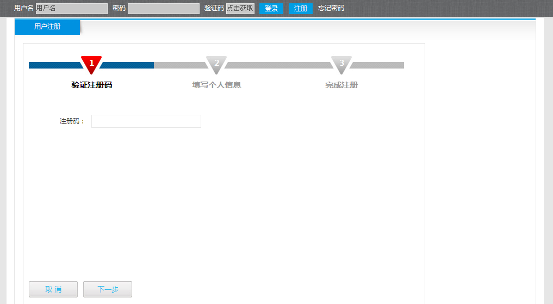 用户名 用户名 密码 验证码 点击获取 登录 注册 忘记密码
用户注册
1 2 3
验证注册码 填写个人信息 完成注册
注册码：
取 消 下一步